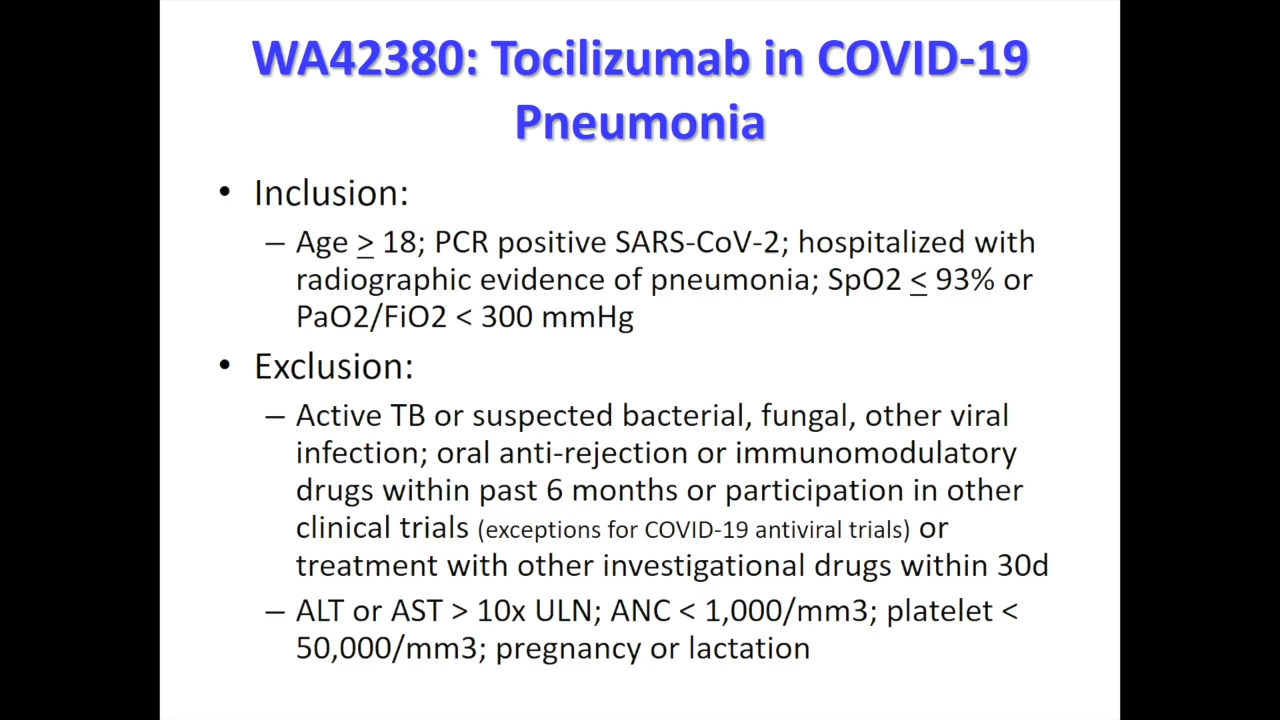 WA42380: Tocilizumab in COVID-19
Pneumonia
• Inclusion:
– Age ≥ 18; PCR positive SARS-CoV-2; hospitalized with
radiographic evidence of pneumonia; SpO2 ≤ 93% or
PaO2/FiO2 < 300 mmHg
• Exclusion:
– Active TB or suspected bacterial, fungal, other viral
infection; oral anti-rejection or immunomodulatory
drugs within past 6 months or participation in other
clinical trials (exceptions for COVID-19 antiviral trials) or
treatment with other investigational drugs within 30d
– ALT or AST > 10x ULN; ANC < 1,000/mm3; platelet <
50,000/mm3; pregnancy or lactation